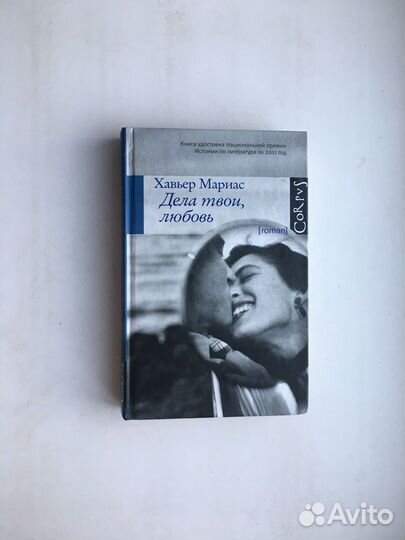 Книга удостоена Национальной премии
Испании по литературе за 2011 год
Хавьер Мариас
Дела твои,
любовь
[roman]
CORPUS
Avito